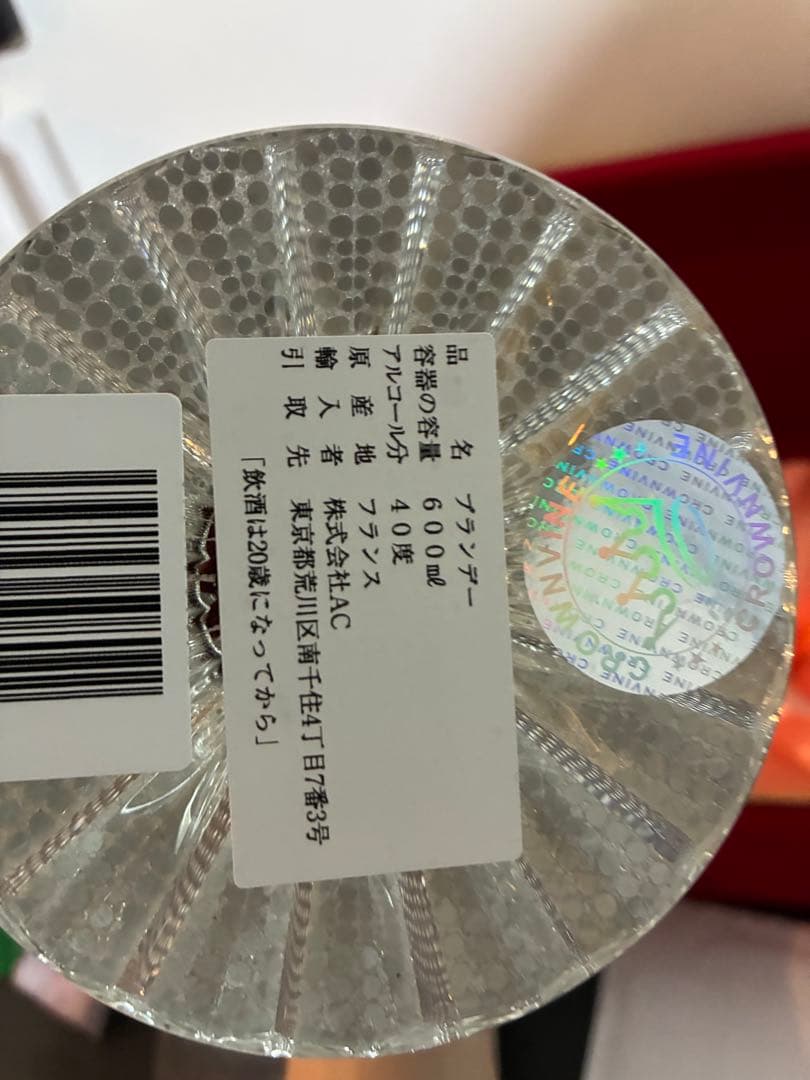 品　　名　ブランデー
容器の容量　６００㎖
アルコール分　４０度
原　産　地　フランス
輸　入　者　株式会社AC
引　取　先　東京都荒川区南千住4丁目7番3号
「飲酒は20歳になってから」
CROWNVINE
CROWNVINE
CROWNVINE